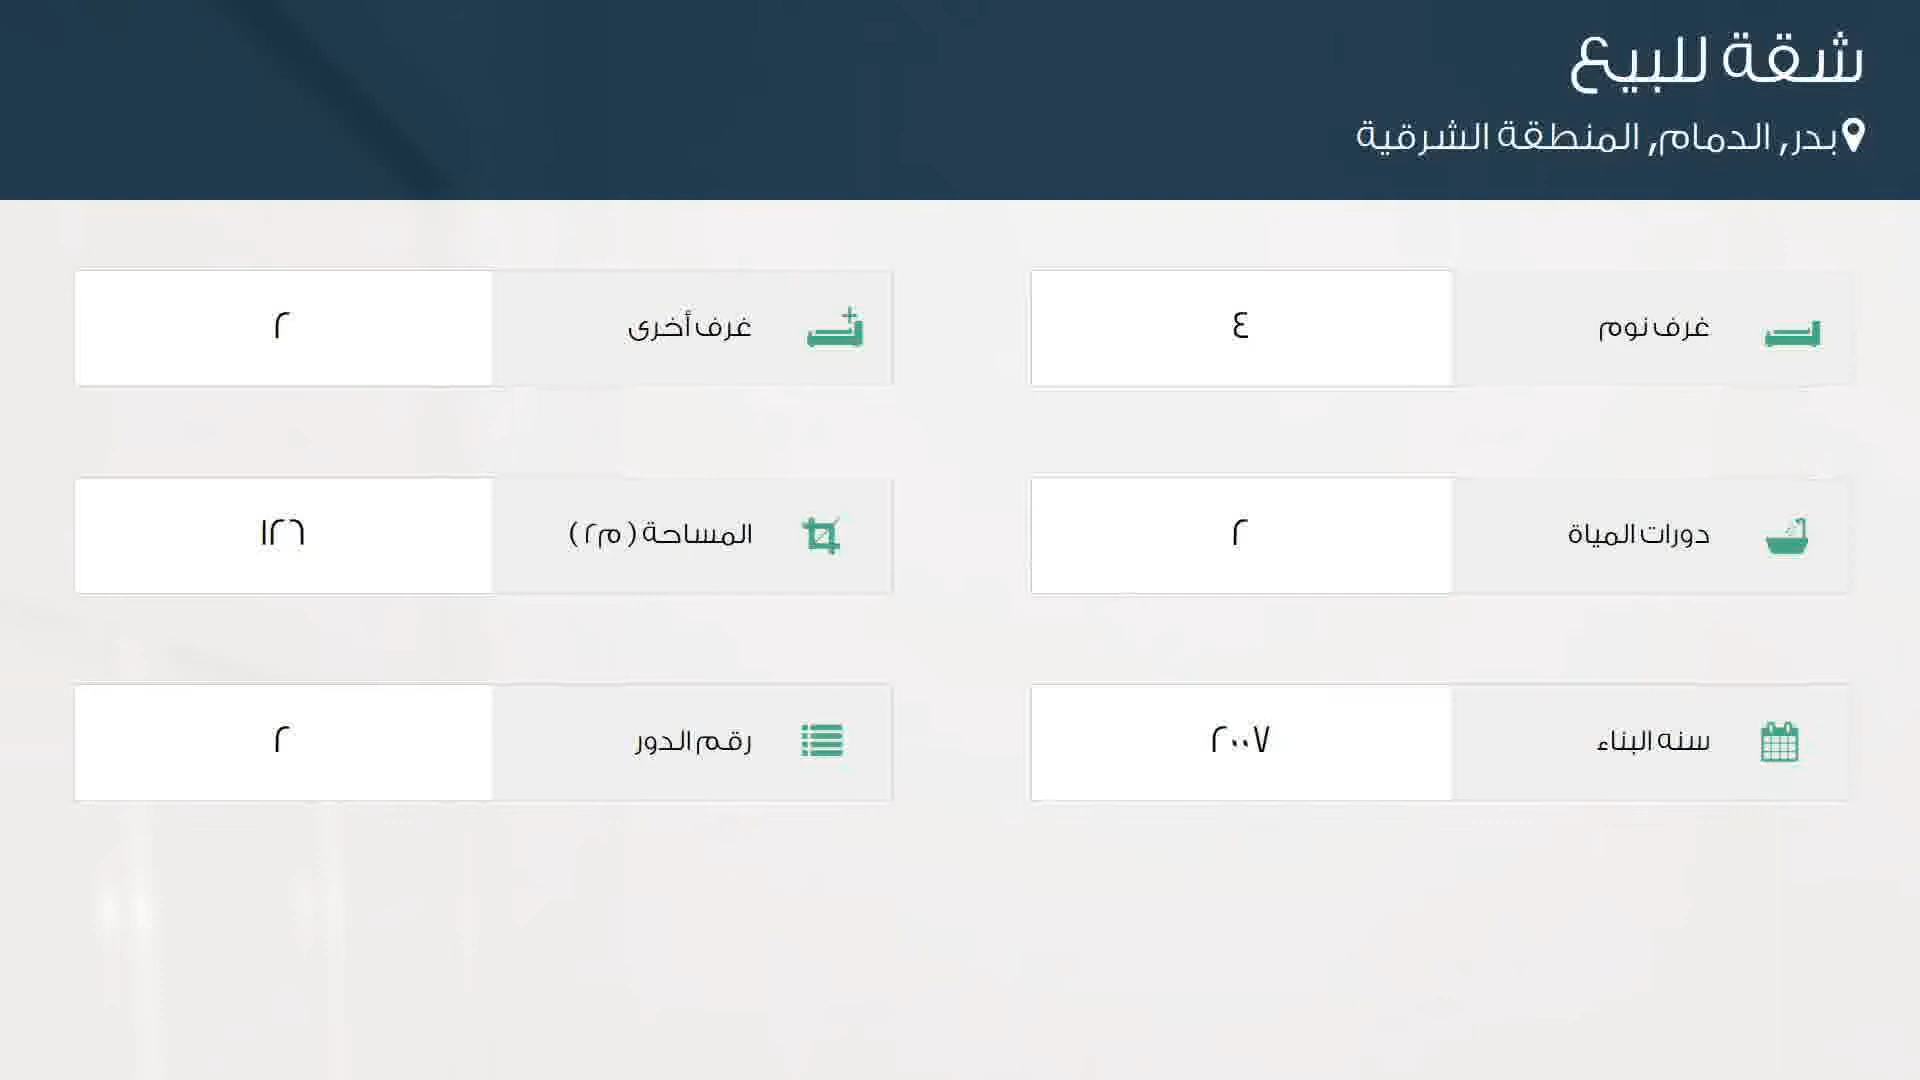 شقة للبيع
بدر, الدمام, المنطقة الشرقية
غرف نوم
٤
غرف أخرى
٢
دورات المياة
٢
المساحة (م٢)
١٢٦
سنه البناء
٢٠٠٧
رقم الدور
٢